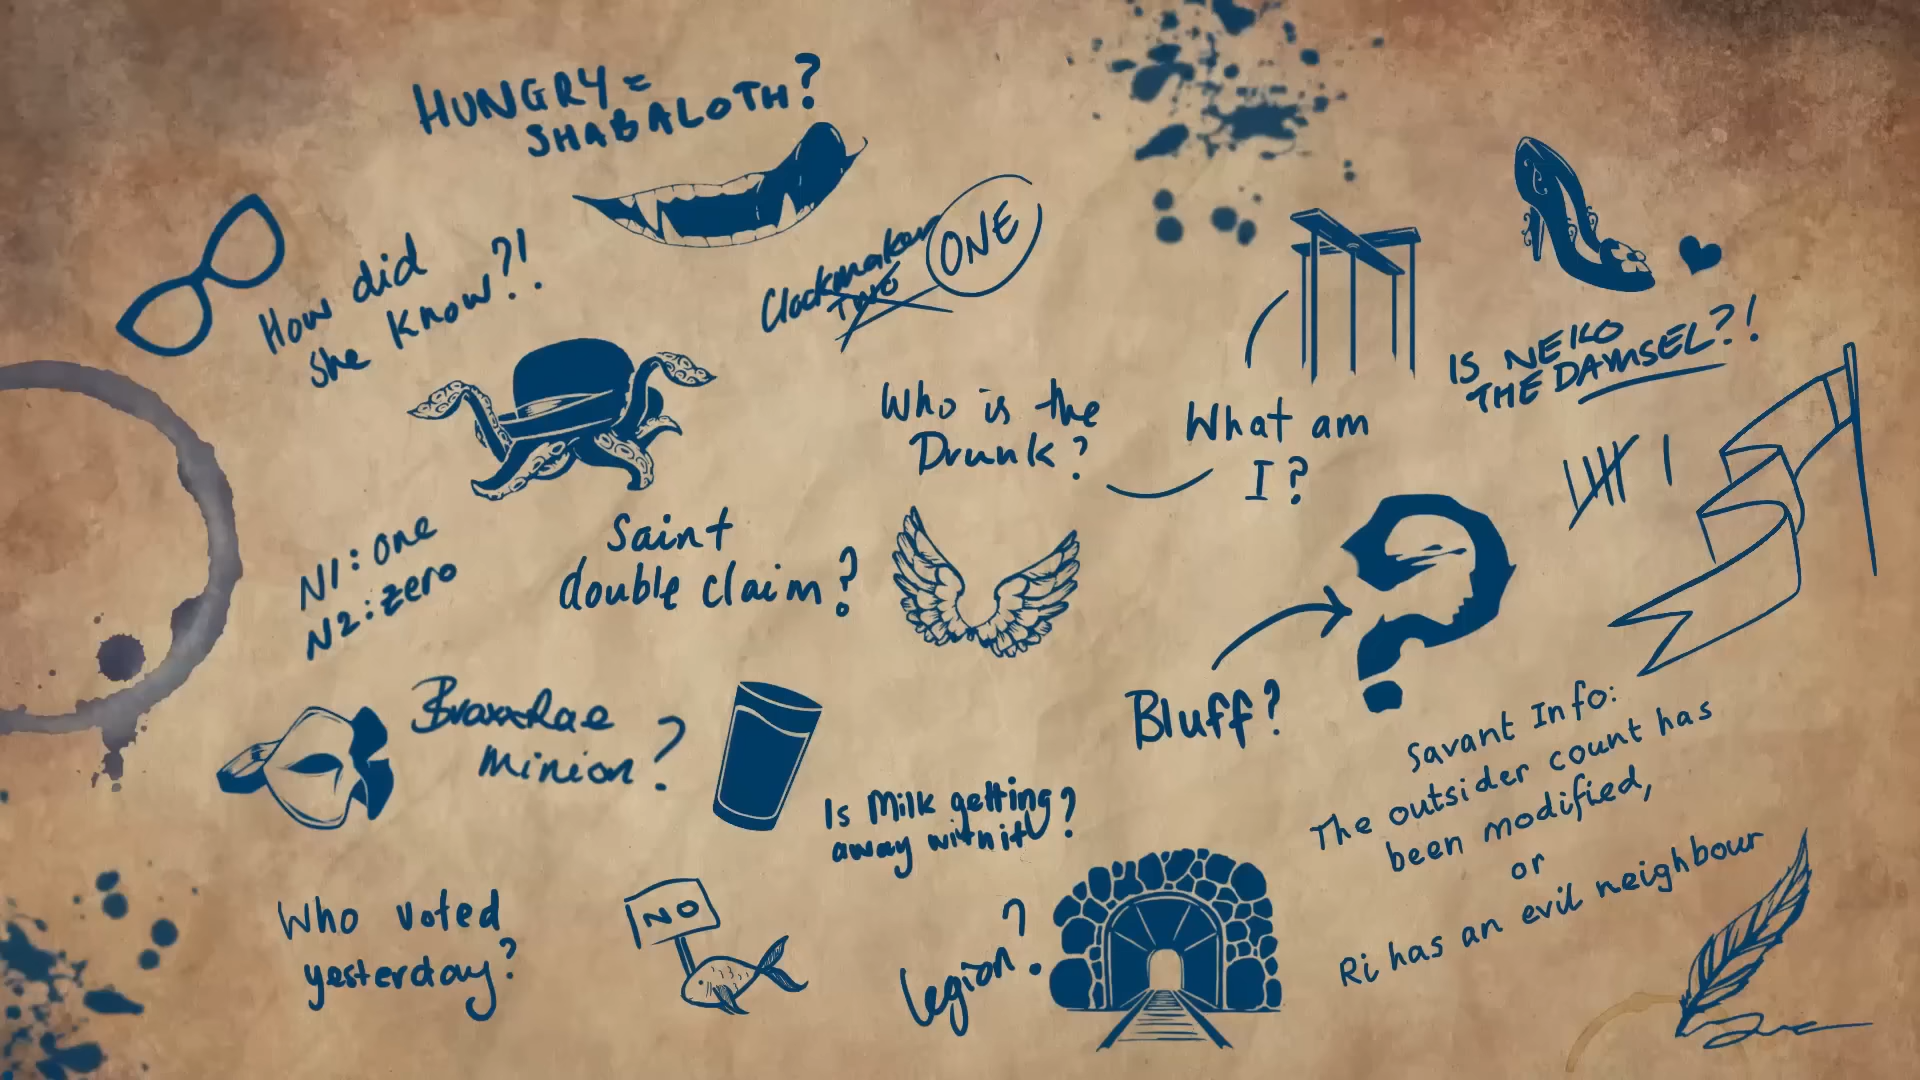 HUNGRY =
SHABALOTH?
How did
she know?!
Clockmaker
TWO
ONE
IS NEKO
THE DAMSEL?!
Who is the
Drunk?
What am
I?
N1: one
N2: zero
Saint
double claim?
Bluff?
Minion?
Savant Info:
The outsider count has
been modified,
or
Ri has an evil neighbour
Is Milk getting
away with it?
Who voted
yesterday?
NO
Legion?